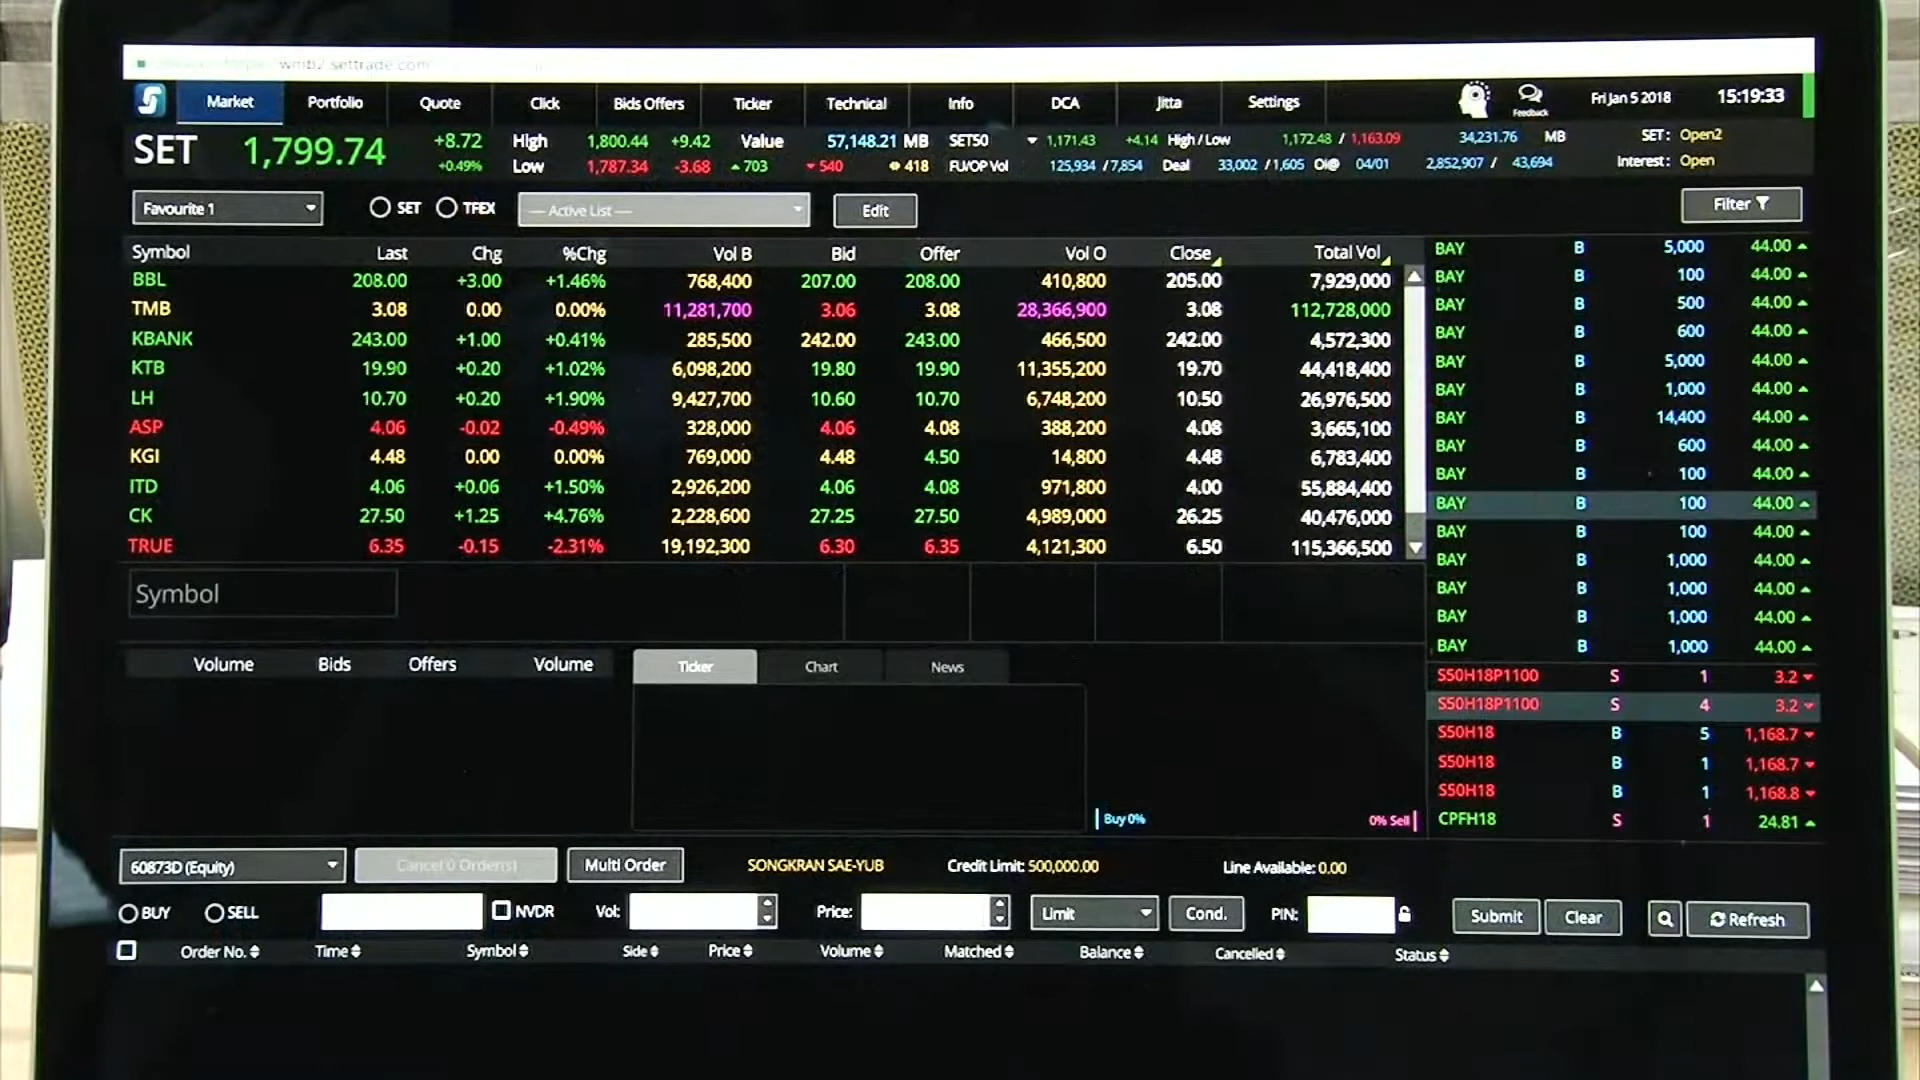 wmb2.settrade.com
Market Portfolio Quote Click Bids Offers Ticker Technical Info DCA Jitta Settings Feedback Fri Jan 5 2018 15:19:33
SET 1,799.74 +8.72 High 1,800.44 +9.42 Value 57,148.21 MB SET50 1,171.43 +4.14 High / Low 1,172.48 / 1,163.09 34,231.76 MB SET: Open2
+0.49% Low 1,787.34 -3.68 703 540 418 FU/OP Vol 125,934 / 7,854 Deal 33,002 / 1,605 OI@ 04/01 2,852,907 / 43,694 Interest: Open
Favourite 1 SET TFEX --- Active List --- Edit Filter
Symbol Last Chg %Chg Vol B Bid Offer Vol O Close Total Vol
BBL 208.00 +3.00 +1.46% 768,400 207.00 208.00 410,800 205.00 7,929,000
TMB 3.08 0.00 0.00% 11,281,700 3.06 3.08 28,366,900 3.08 112,728,000
KBANK 243.00 +1.00 +0.41% 285,500 242.00 243.00 466,500 242.00 4,572,300
KTB 19.90 +0.20 +1.02% 6,098,200 19.80 19.90 11,355,200 19.70 44,418,400
LH 10.70 +0.20 +1.90% 9,427,700 10.60 10.70 6,748,200 10.50 26,976,500
ASP 4.06 -0.02 -0.49% 328,000 4.06 4.08 388,200 4.08 3,665,100
KGI 4.48 0.00 0.00% 769,000 4.48 4.50 14,800 4.48 6,783,400
ITD 4.06 +0.06 +1.50% 2,926,200 4.06 4.08 971,800 4.00 55,884,400
CK 27.50 +1.25 +4.76% 2,228,600 27.25 27.50 4,989,000 26.25 40,476,000
TRUE 6.35 -0.15 -2.31% 19,192,300 6.30 6.35 4,121,300 6.50 115,366,500
BAY B 5,000 44.00
BAY B 100 44.00
BAY B 500 44.00
BAY B 600 44.00
BAY B 5,000 44.00
BAY B 1,000 44.00
BAY B 14,400 44.00
BAY B 600 44.00
BAY B 100 44.00
BAY B 100 44.00
BAY B 100 44.00
BAY B 1,000 44.00
BAY B 1,000 44.00
BAY B 1,000 44.00
BAY B 1,000 44.00
S50H18P1100 S 1 3.2
S50H18P1100 S 4 3.2
S50H18 B 5 1,168.7
S50H18 B 1 1,168.7
S50H18 B 1 1,168.8
CPFH18 S 1 24.81
Symbol
Volume Bids Offers Volume Ticker Chart News
Buy 0% 0% Sell
60873D (Equity) Cancel 0 Order(s) Multi Order SONGKRAN SAE-YUB Credit Limit: 500,000.00 Line Available: 0.00
BUY SELL NVDR Vol: Price: Limit Cond. PIN: Submit Clear Refresh
Order No. Time Symbol Side Price Volume Matched Balance Cancelled Status